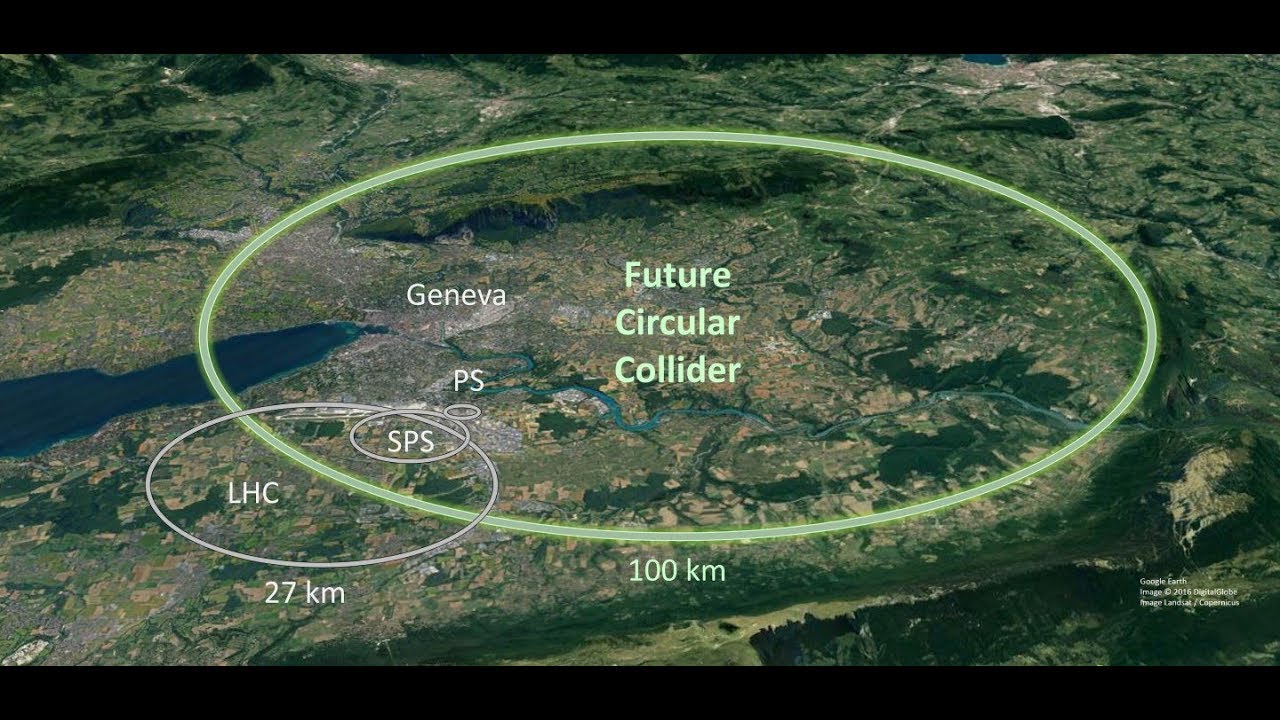 Future
Circular
Collider
Geneva
PS
SPS
LHC
27 km
100 km
Google Earth
Image © 2016 DigitalGlobe
Image Landsat / Copernicus